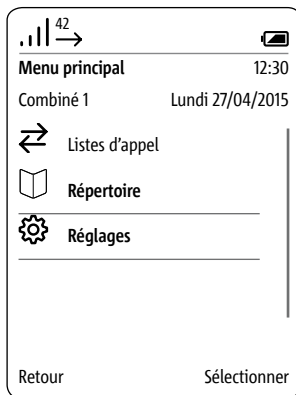 42
Menu principal 12:30
Combiné 1 Lundi 27/04/2015
Listes d’appel
Répertoire
Réglages
Retour Sélectionner